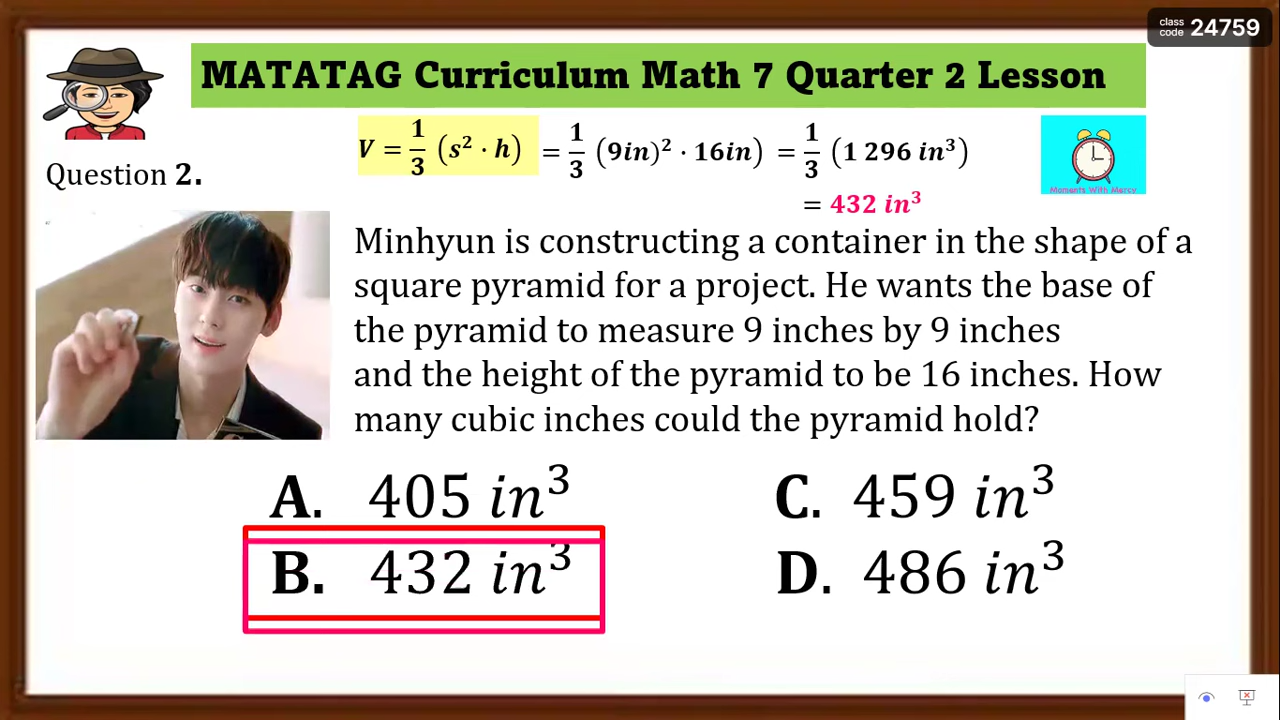 class code 24759
MATATAG Curriculum Math 7 Quarter 2 Lesson
V = 1/3 (s² · h) = 1/3 (9in)² · 16in) = 1/3 (1 296 in³)
= 432 in³
Moments With Mercy
Question 2.
Minhyun is constructing a container in the shape of a
square pyramid for a project. He wants the base of
the pyramid to measure 9 inches by 9 inches
and the height of the pyramid to be 16 inches. How
many cubic inches could the pyramid hold?
A. 405 in³
C. 459 in³
B. 432 in³
D. 486 in³